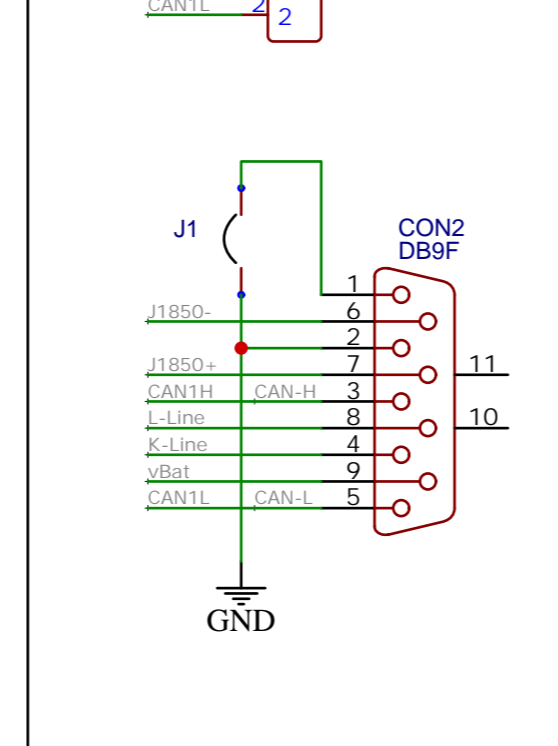 CAN1L 2
2
J1
CON2
DB9F
1
J1850- 6
2
J1850+ 7
11
CAN1H CAN-H 3
L-Line 8
10
K-Line 4
vBat 9
CAN1L CAN-L 5
GND